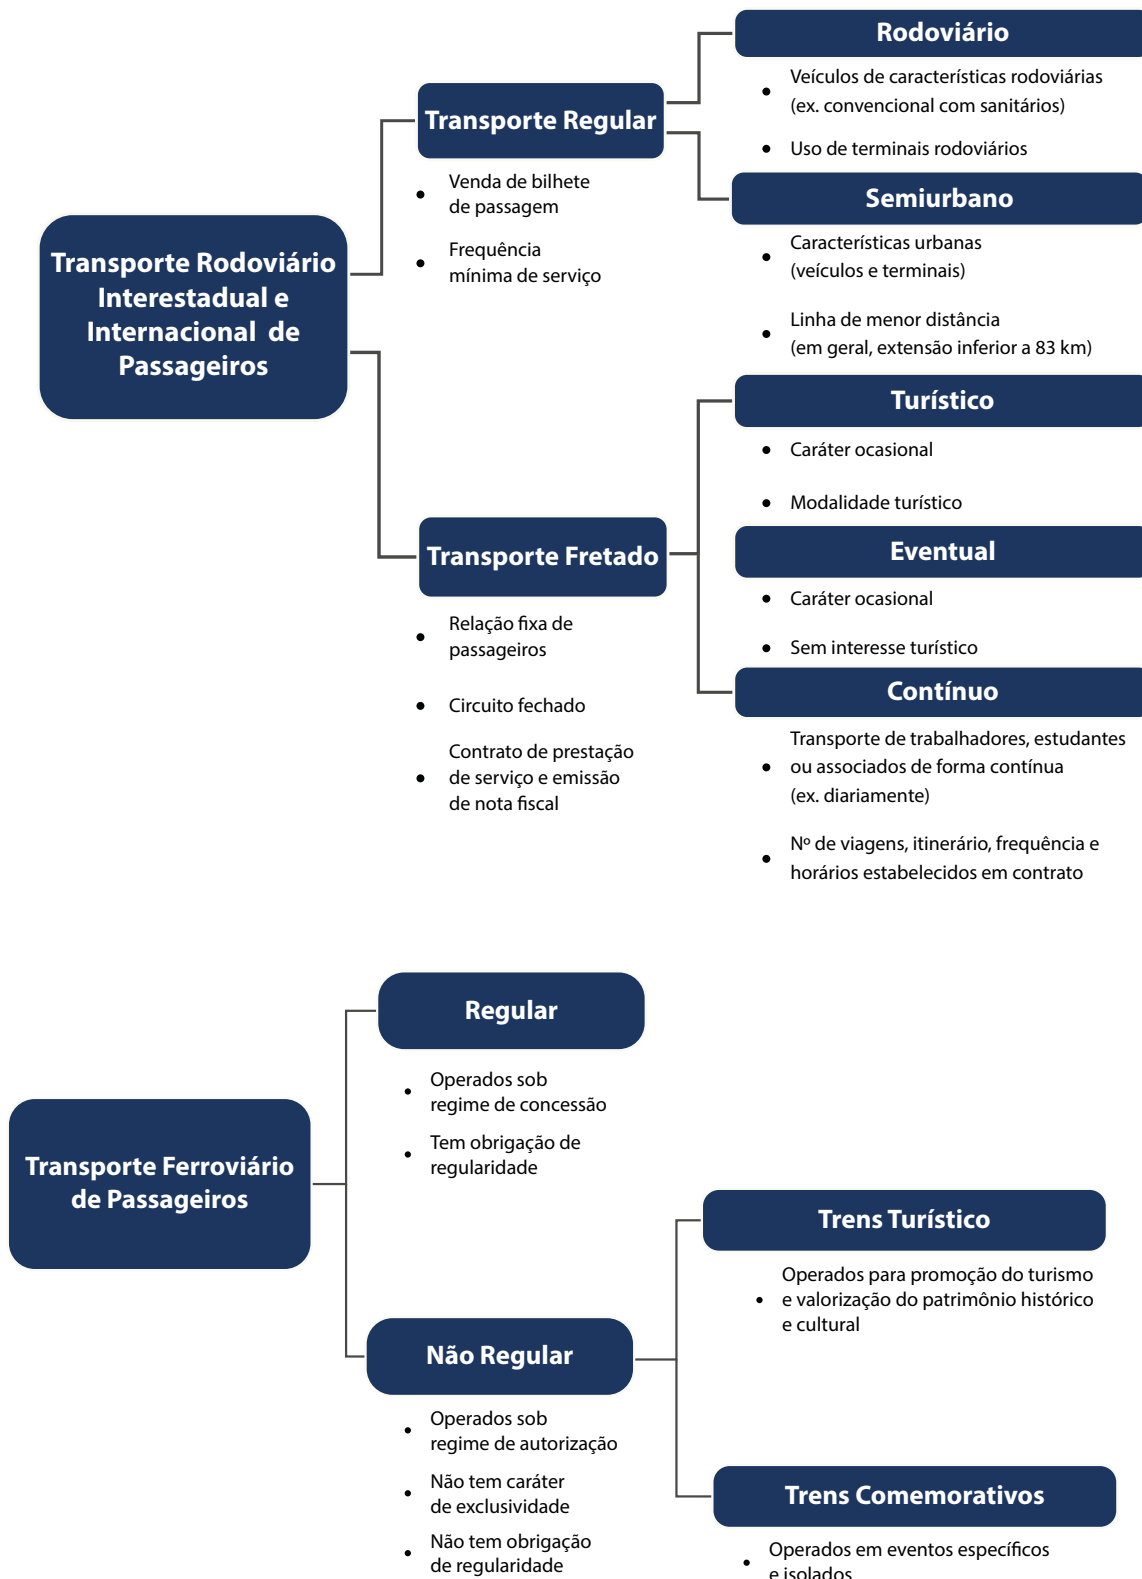 Transporte Rodoviário
Interestadual e
Internacional de
Passageiros
Transporte Regular
• Venda de bilhete
de passagem
• Frequência
mínima de serviço
Rodoviário
• Veículos de características rodoviárias
(ex. convencional com sanitários)
• Uso de terminais rodoviários
Semiurbano
• Características urbanas
(veículos e terminais)
• Linha de menor distância
(em geral, extensão inferior a 83 km)
Transporte Fretado
• Relação fixa de
passageiros
• Circuito fechado
• Contrato de prestação
de serviço e emissão
de nota fiscal
Turístico
• Caráter ocasional
• Modalidade turístico
Eventual
• Caráter ocasional
• Sem interesse turístico
Contínuo
• Transporte de trabalhadores, estudantes
ou associados de forma contínua
(ex. diariamente)
• Nº de viagens, itinerário, frequência e
horários estabelecidos em contrato
Transporte Ferroviário
de Passageiros
Regular
• Operados sob
regime de concessão
• Tem obrigação de
regularidade
Não Regular
• Operados sob
regime de autorização
• Não tem caráter
de exclusividade
• Não tem obrigação
de regularidade
Trens Turístico
• Operados para promoção do turismo
e valorização do patrimônio histórico
e cultural
Trens Comemorativos
• Operados em eventos específicos
e isolados